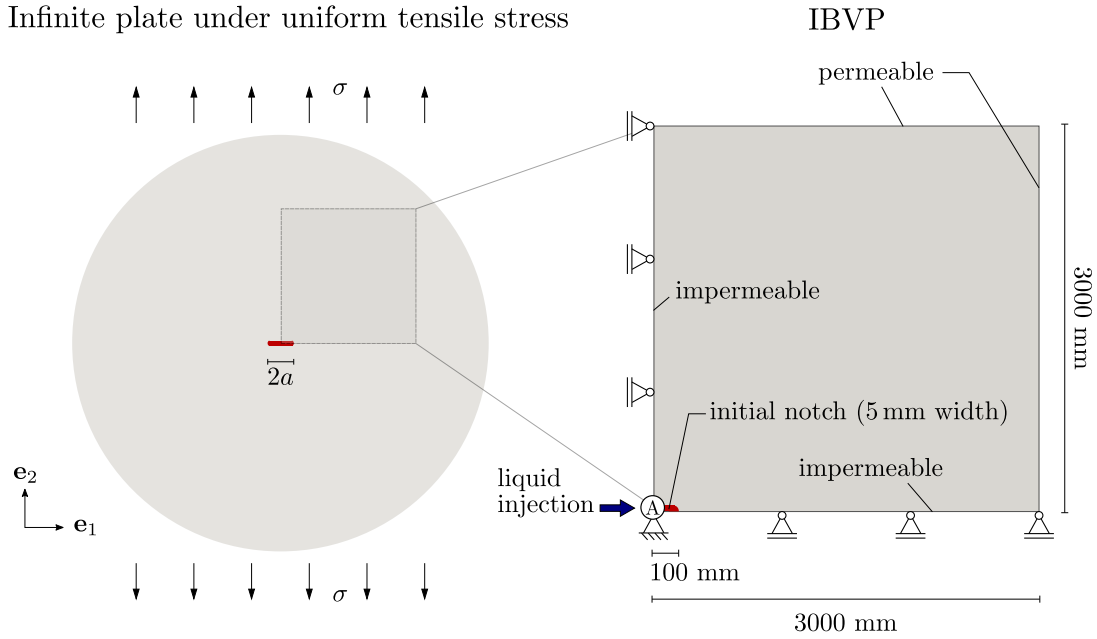 Infinite plate under uniform tensile stress
IBVP
σ
permeable
2a
impermeable
3000 mm
initial notch (5 mm width)
impermeable
liquid
injection
A
e₂
e₁
100 mm
σ
3000 mm